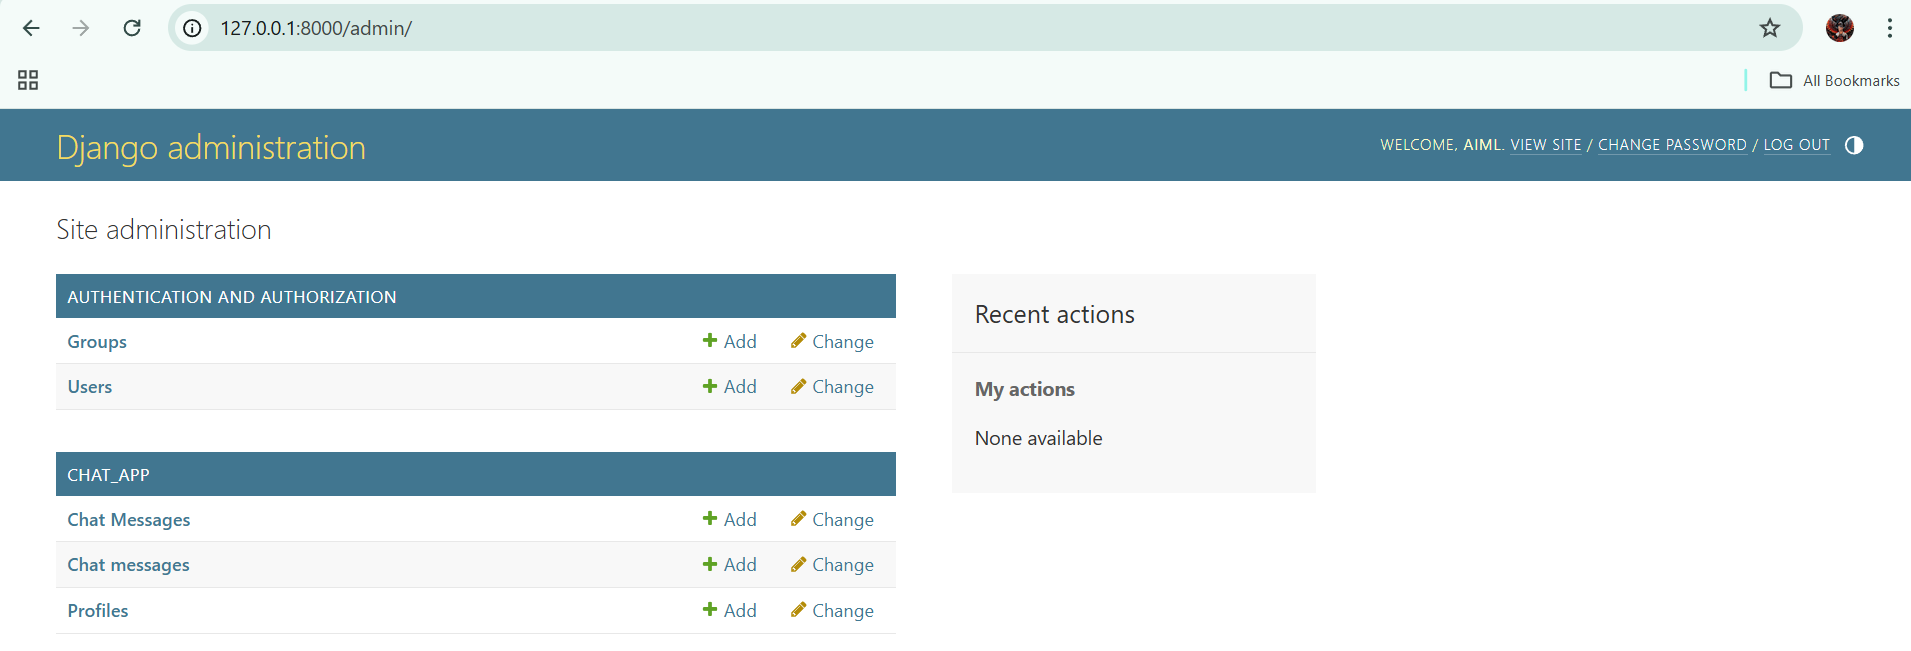 127.0.0.1:8000/admin/
All Bookmarks
Django administration
WELCOME, AIML. VIEW SITE / CHANGE PASSWORD / LOG OUT
Site administration
AUTHENTICATION AND AUTHORIZATION
Groups Add Change
Users Add Change
CHAT_APP
Chat Messages Add Change
Chat messages Add Change
Profiles Add Change
Recent actions
My actions
None available